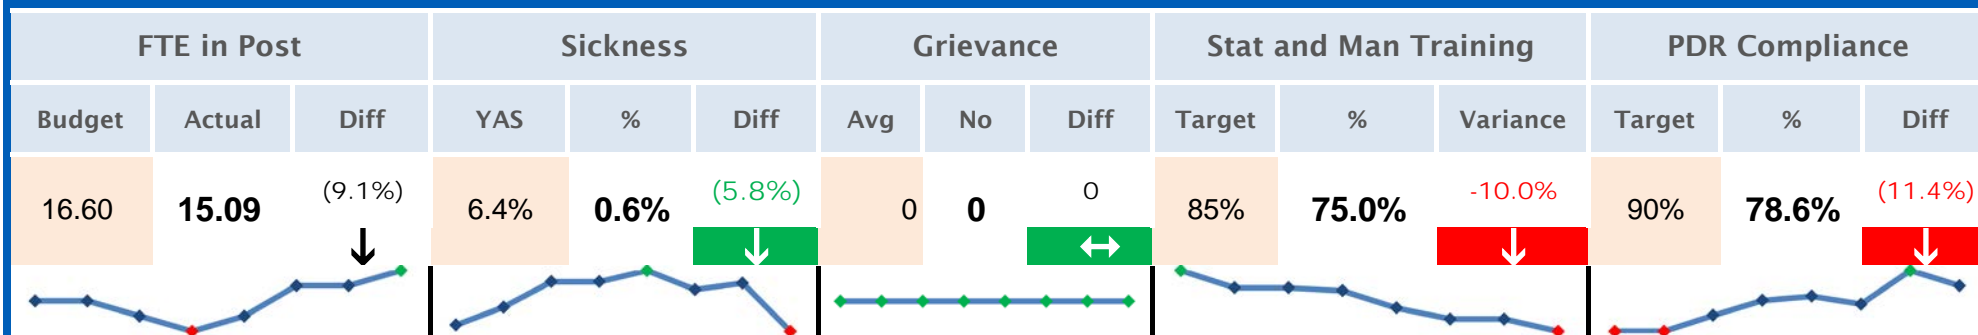 FTE in Post Sickness Grievance Stat and Man Training PDR Compliance
Budget Actual Diff YAS % Diff Avg No Diff Target % Variance Target % Diff
16.60 15.09 (9.1%) 6.4% 0.6% (5.8%) 0 0 0 85% 75.0% -10.0% 90% 78.6% (11.4%)